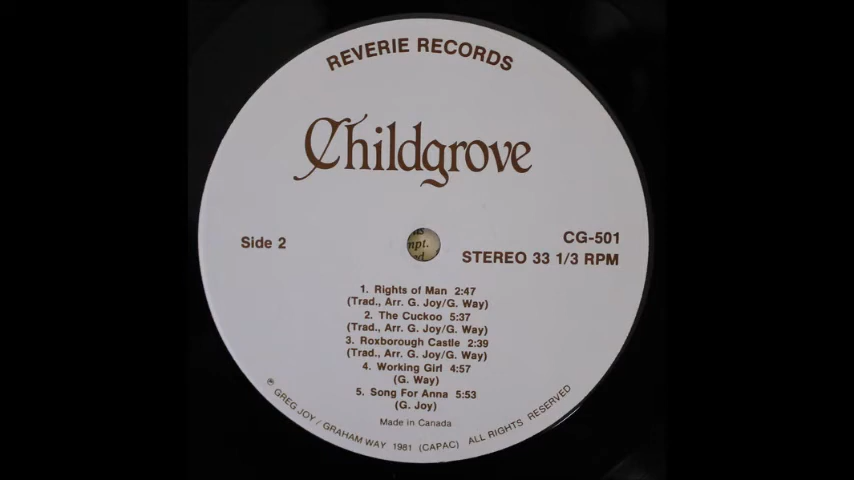 REVERIE RECORDS
Childgrove
Side 2
CG-501
STEREO 33 1/3 RPM
npt.
1. Rights of Man 2:47
(Trad., Arr. G. Joy/G. Way)
2. The Cuckoo 5:37
(Trad., Arr. G. Joy/G. Way)
3. Roxborough Castle 2:39
(Trad., Arr. G. Joy/G. Way)
4. Working Girl 4:57
(G. Way)
5. Song For Anna 5:53
(G. Joy)
Made in Canada
℗ GREG JOY / GRAHAM WAY 1981 (CAPAC) ALL RIGHTS RESERVED